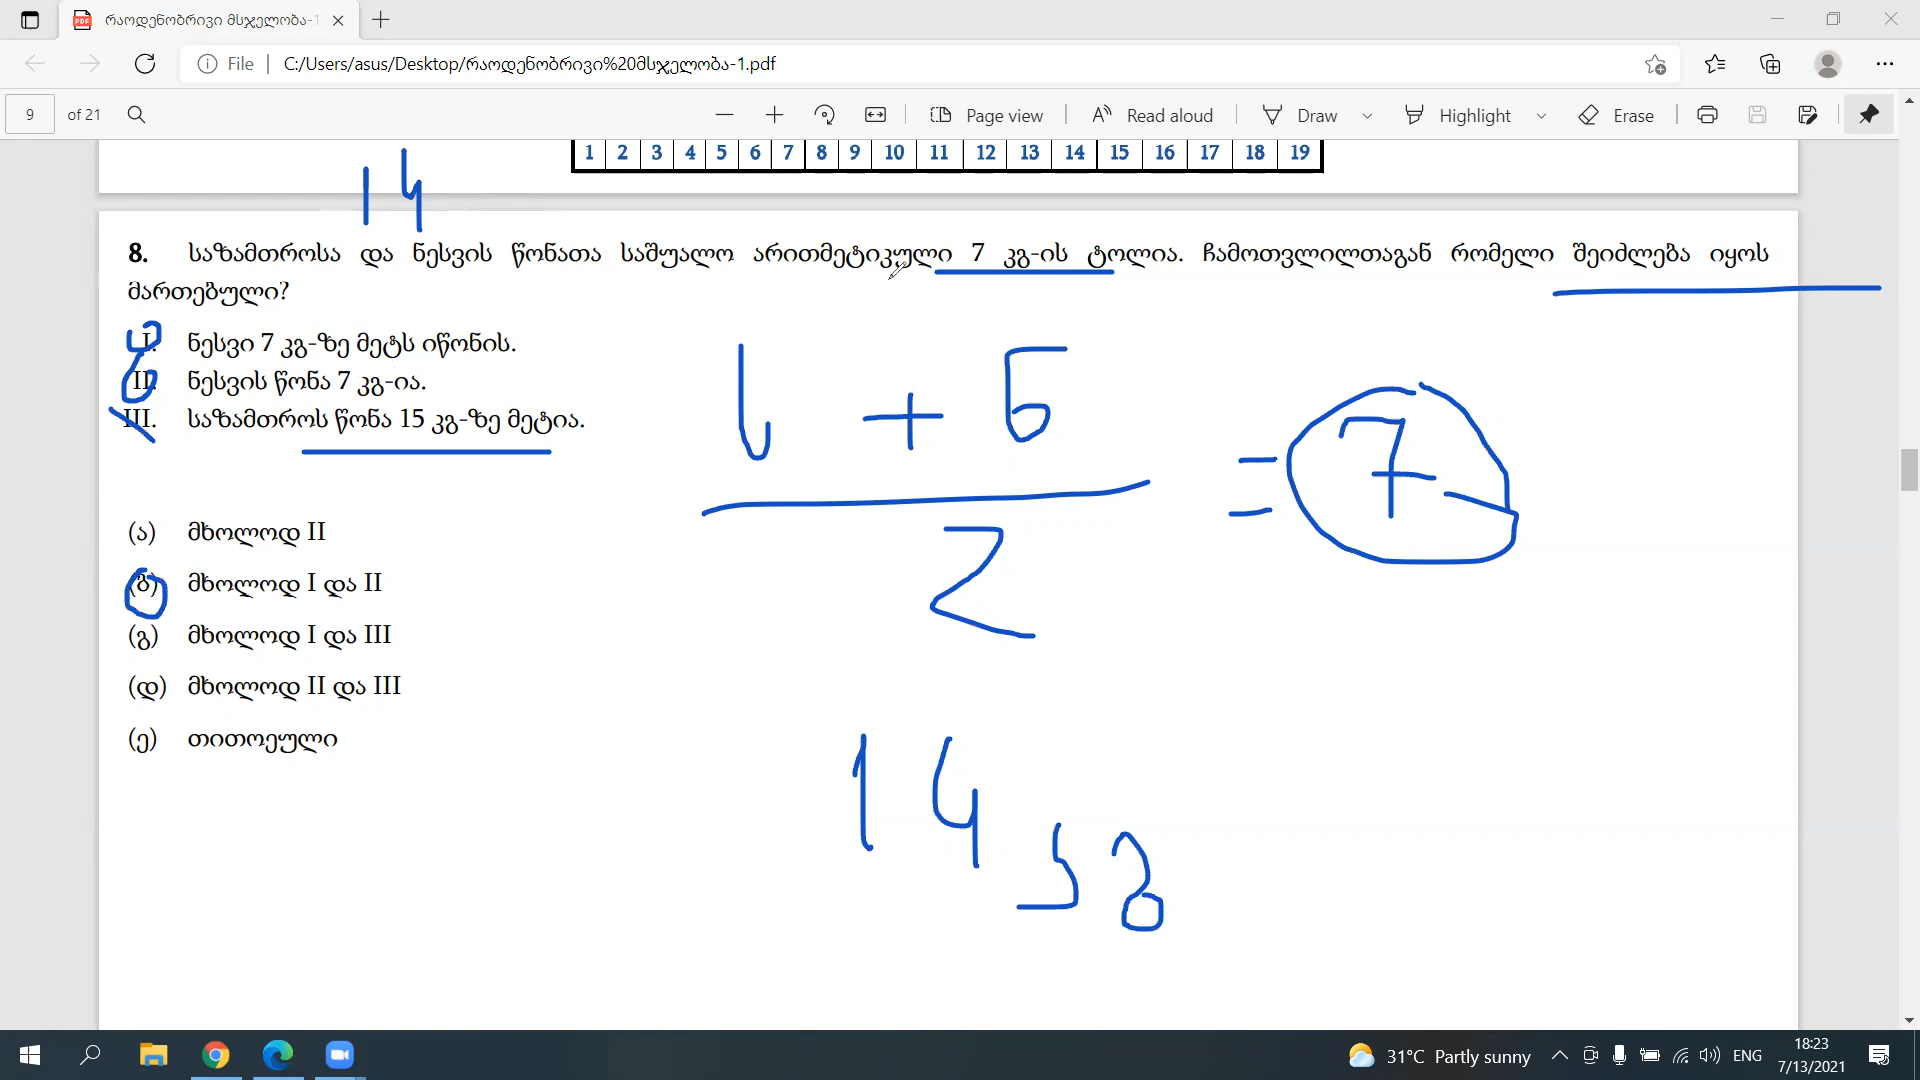 რაოდენობრივი მსჯელობა-1
File C:/Users/asus/Desktop/რაოდენობრივი%20მსჯელობა-1.pdf
9 of 21 Page view Read aloud Draw Highlight Erase
1 2 3 4 5 6 7 8 9 10 11 12 13 14 15 16 17 18 19
14
8. საზამთროსა და ნესვის წონათა საშუალო არითმეტიკული 7 კგ-ის ტოლია. ჩამოთვლილთაგან რომელი შეიძლება იყოს
მართებული?
I. ნესვი 7 კგ-ზე მეტს იწონის.
II. ნესვის წონა 7 კგ-ია.
III. საზამთროს წონა 15 კგ-ზე მეტია.
ს + ნ
= 7
2
(ა) მხოლოდ II
(ბ) მხოლოდ I და II
(გ) მხოლოდ I და III
(დ) მხოლოდ II და III
(ე) თითოეული
14 კგ
31°C Partly sunny ENG 18:23
7/13/2021